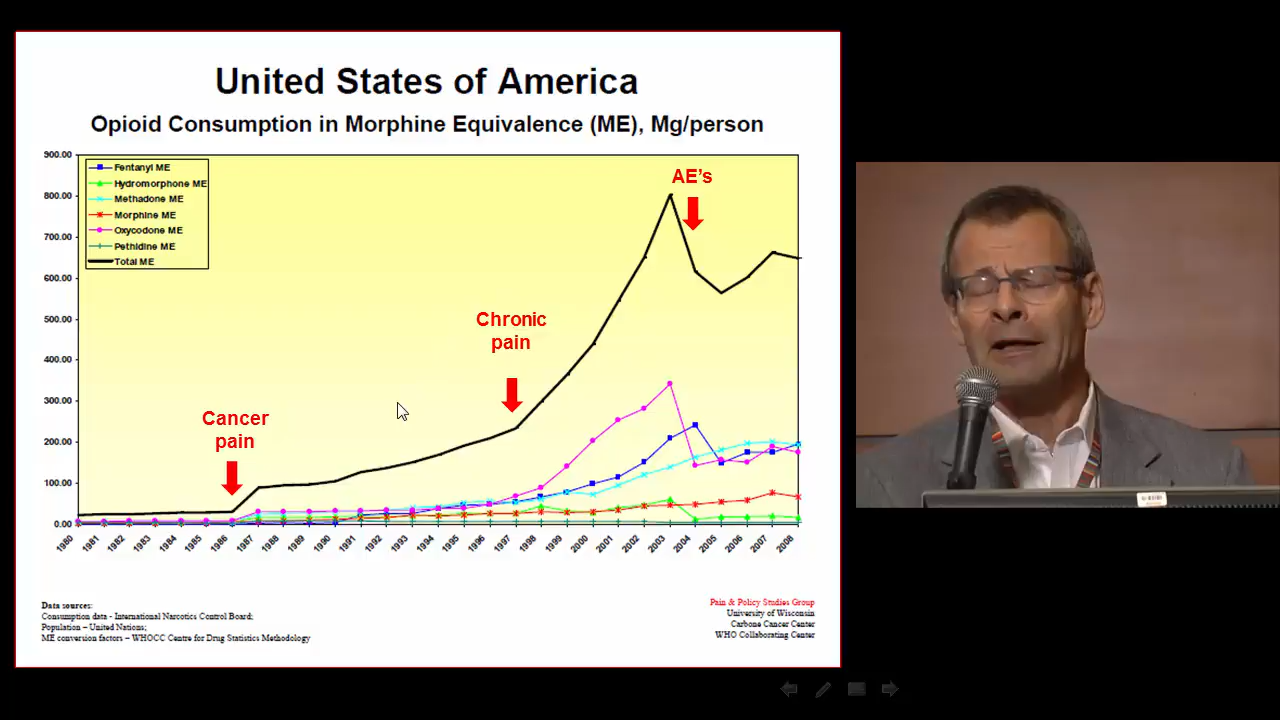 United States of America
Opioid Consumption in Morphine Equivalence (ME), Mg/person
900.00
800.00
700.00
600.00
500.00
400.00
300.00
200.00
100.00
0.00
Fentanyl ME
Hydromorphone ME
Methadone ME
Morphine ME
Oxycodone ME
Pethidine ME
Total ME
AE's
Chronic
pain
Cancer
pain
1980
1981
1982
1983
1984
1985
1986
1987
1988
1989
1990
1991
1992
1993
1994
1995
1996
1997
1998
1999
2000
2001
2002
2003
2004
2005
2006
2007
2008
Data sources:
Consumption data - International Narcotics Control Board;
Population – United Nations;
ME conversion factors – WHOCC Centre for Drug Statistics Methodology
Pain & Policy Studies Group
University of Wisconsin
Carbone Cancer Center
WHO Collaborating Center